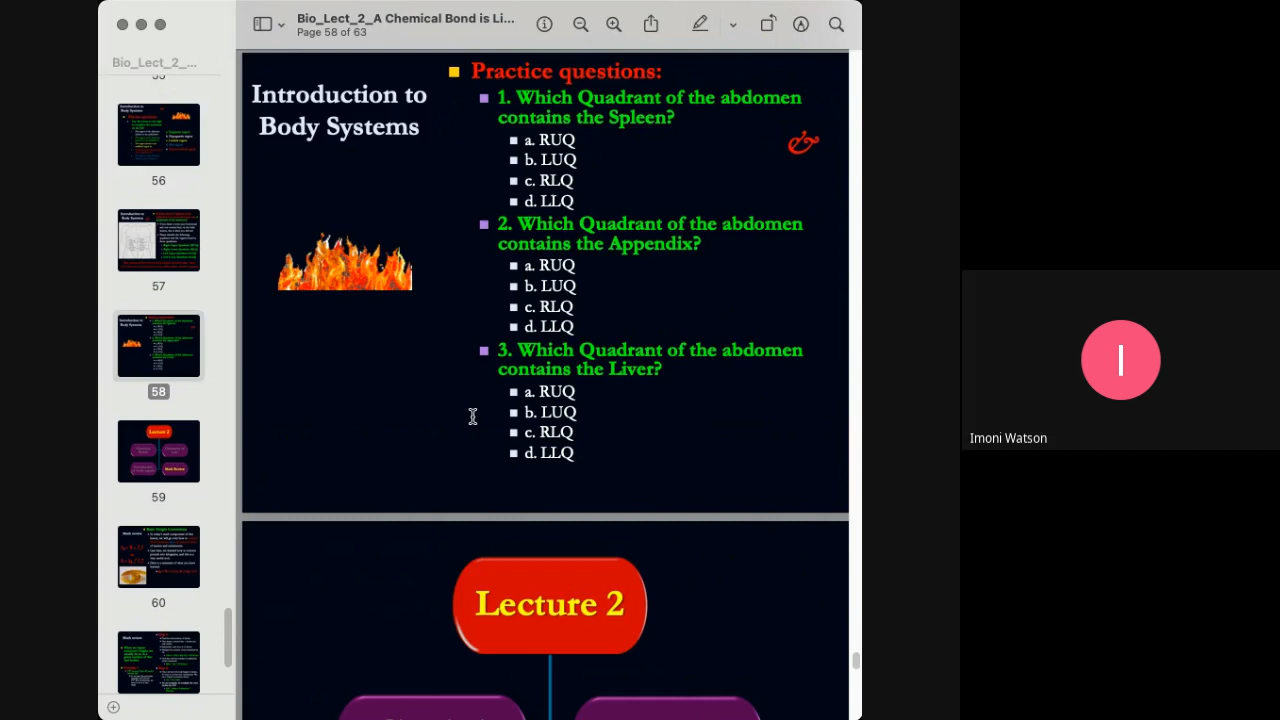 Bio_Lect_2_A Chemical Bond is Li...
Page 58 of 63
Bio_Lect_2_...
55
56
57
58
59
60
Introduction to
Body Systems
Practice questions:
1. Which Quadrant of the abdomen
contains the Spleen?
a. RUQ
b. LUQ
c. RLQ
d. LLQ
2. Which Quadrant of the abdomen
contains the Appendix?
a. RUQ
b. LUQ
c. RLQ
d. LLQ
3. Which Quadrant of the abdomen
contains the Liver?
a. RUQ
b. LUQ
c. RLQ
d. LLQ
&
Lecture 2
I
Imoni Watson